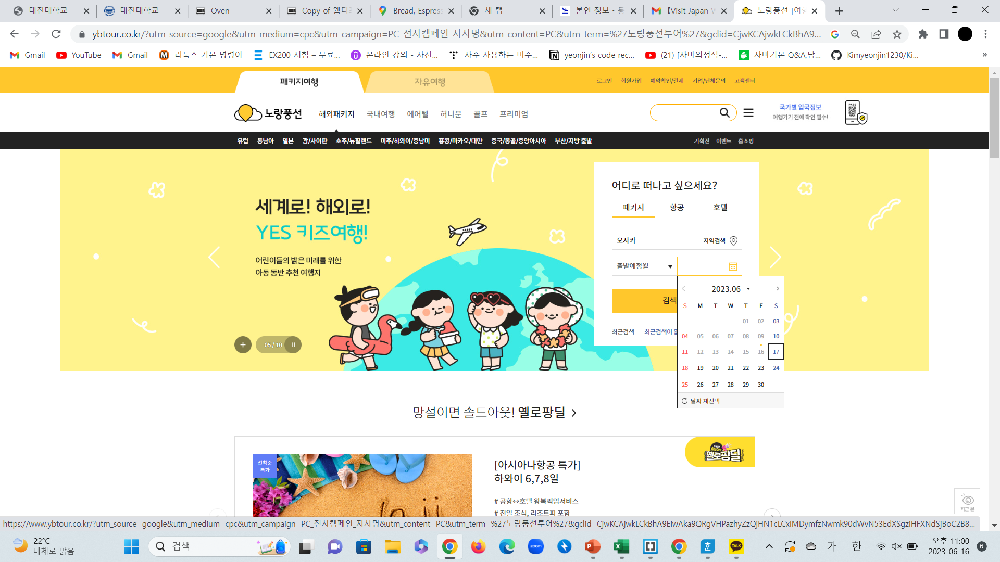 대진대학교
대진대학교
Oven
Copy of 웹디
Bread, Espress
새 탭
본인 정보 • 등
【Visit Japan W
노랑풍선 [여행
ybtour.co.kr/?utm_source=google&utm_medium=cpc&utm_campaign=PC_전사캠페인_자사명&utm_content=PC&utm_term=%27노랑풍선투어%27&gclid=CjwKCAjwkLCkBhA9...
Gmail
YouTube
Gmail
리눅스 기본 명령어
EX200 시험 – 무료...
온라인 강의 - 자신...
자주 사용하는 비주...
yeonjin's code rec...
(21) [자바의정석-...
자바기본 Q&A,남...
Kimyeonjin1230/Ki...
»
패키지여행
자유여행
로그인 회원가입 예약확인/결제 기업/단체문의 고객센터
노랑풍선
해외패키지 국내여행 에어텔 허니문 골프 프리미엄
국가별 입국정보
여행가기 전에 확인 필수!
PASS
유럽 동남아 일본 괌/사이판 호주/뉴질랜드 미주/하와이/중남미 홍콩/마카오/대만 중국/몽골/중앙아시아 부산/지방 출발
기획전 이벤트 홈쇼핑
세계로! 해외로!
YES 키즈여행!
어린이들의 밝은 미래를 위한
아동 동반 추천 여행지
05 / 10
어디로 떠나고 싶으세요?
패키지 항공 호텔
오사카 지역검색
출발예정월
검색
최근검색 최근검색이 없
2023.06
S M T W T F S
01 02 03
04 05 06 07 08 09 10
11 12 13 14 15 16 17
18 19 20 21 22 23 24
25 26 27 28 29 30
날짜 재선택
망설이면 솔드아웃! 옐로팡딜
선착순
특가
[아시아나항공 특가]
하와이 6,7,8일
# 공항↔호텔 왕복픽업서비스
# 전일 조식, 리조트피 포함
솔드아웃
옐로팡딜
최근 본
https://www.ybtour.co.kr/?utm_source=google&utm_medium=cpc&utm_campaign=PC_전사캠페인_자사명&utm_content=PC&utm_term=%27노랑풍선투어%27&gclid=CjwKCAjwkLCkBhA9EiwAka9QRgVHPazhyZzQjHN1cLCxIMDymfzNwmk90dWvN53EdXSgziHFXNdSjBoC2B8...
22°C
대체로 맑음
검색
zoom
TALK
가
한
오후 11:00
2023-06-16
6